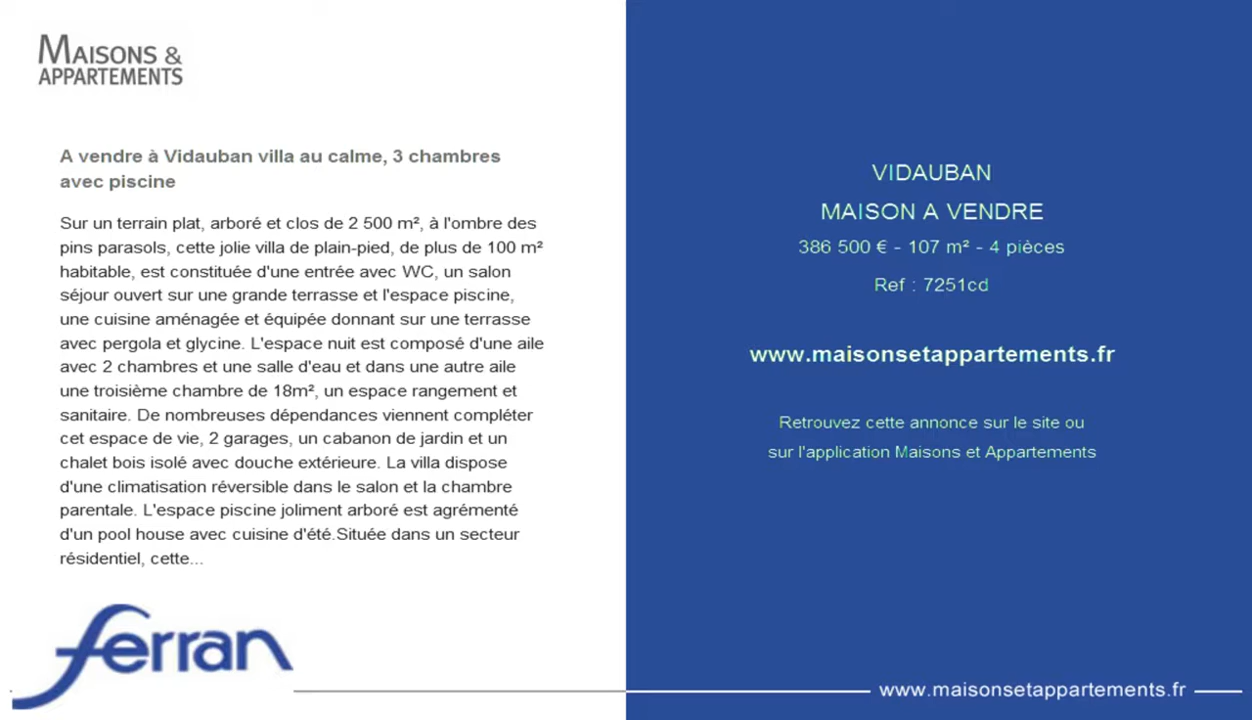 MAISONS &
APPARTEMENTS
A vendre à Vidauban villa au calme, 3 chambres
avec piscine
Sur un terrain plat, arboré et clos de 2 500 m², à l'ombre des
pins parasols, cette jolie villa de plain-pied, de plus de 100 m²
habitable, est constituée d'une entrée avec WC, un salon
séjour ouvert sur une grande terrasse et l'espace piscine,
une cuisine aménagée et équipée donnant sur une terrasse
avec pergola et glycine. L'espace nuit est composé d'une aile
avec 2 chambres et une salle d'eau et dans une autre aile
une troisième chambre de 18m², un espace rangement et
sanitaire. De nombreuses dépendances viennent compléter
cet espace de vie, 2 garages, un cabanon de jardin et un
chalet bois isolé avec douche extérieure. La villa dispose
d'une climatisation réversible dans le salon et la chambre
parentale. L'espace piscine joliment arboré est agrémenté
d'un pool house avec cuisine d'été.Située dans un secteur
résidentiel, cette...
ferran
VIDAUBAN
MAISON A VENDRE
386 500 € - 107 m² - 4 pièces
Ref : 7251cd
www.maisonsetappartements.fr
Retrouvez cette annonce sur le site ou
sur l'application Maisons et Appartements
www.maisonsetappartements.fr